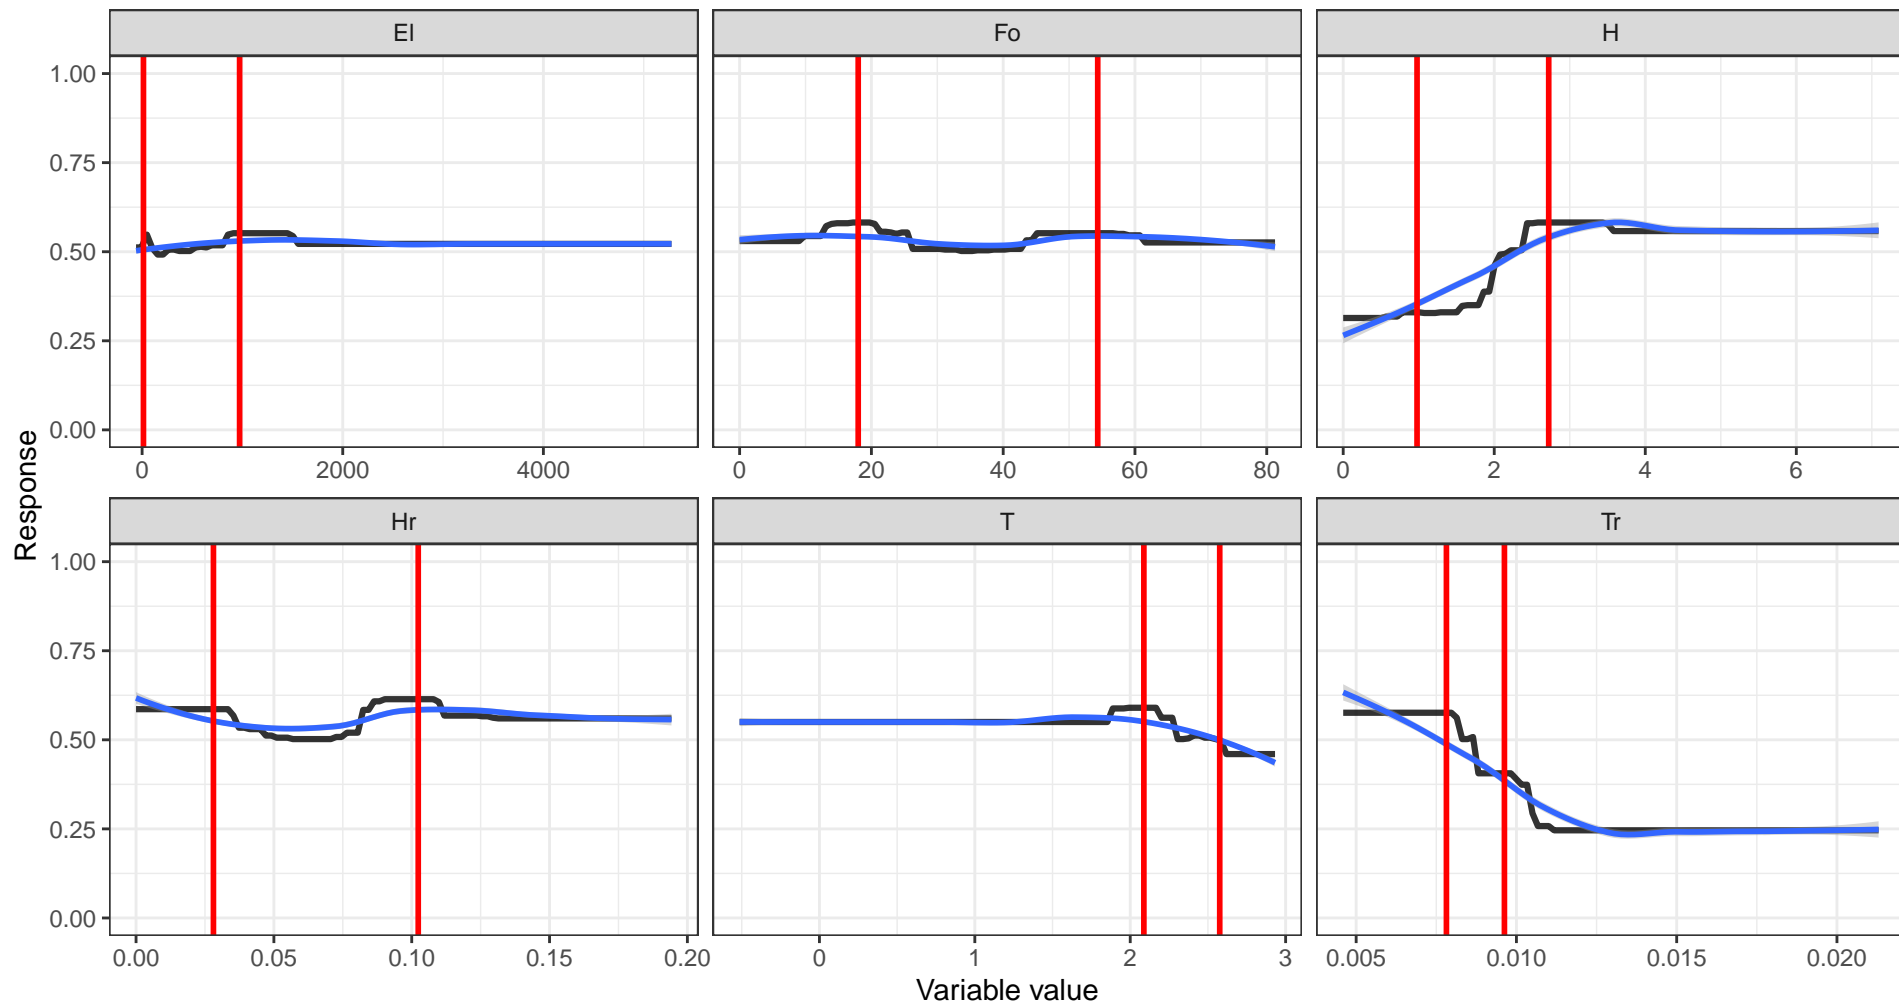 El
Fo
H
1.00
0.75
0.50
0.25
0.00
0 2000 4000
0 20 40 60 80
0 2 4 6
Response
Hr
T
Tr
1.00
0.75
0.50
0.25
0.00
0.00 0.05 0.10 0.15 0.20
0 1 2 3
0.005 0.010 0.015 0.020
Variable value